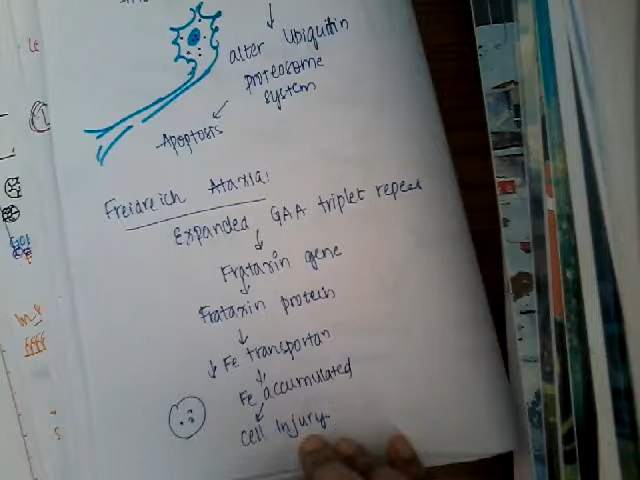 alter Ubiquitin
proteosome
system
Apoptosis
Freidreich Ataxia:
Expanded GAA triplet repeat
Frataxin gene
Frataxin protein
↓ Fe transportan
Fe accumulated
Cell Injury.